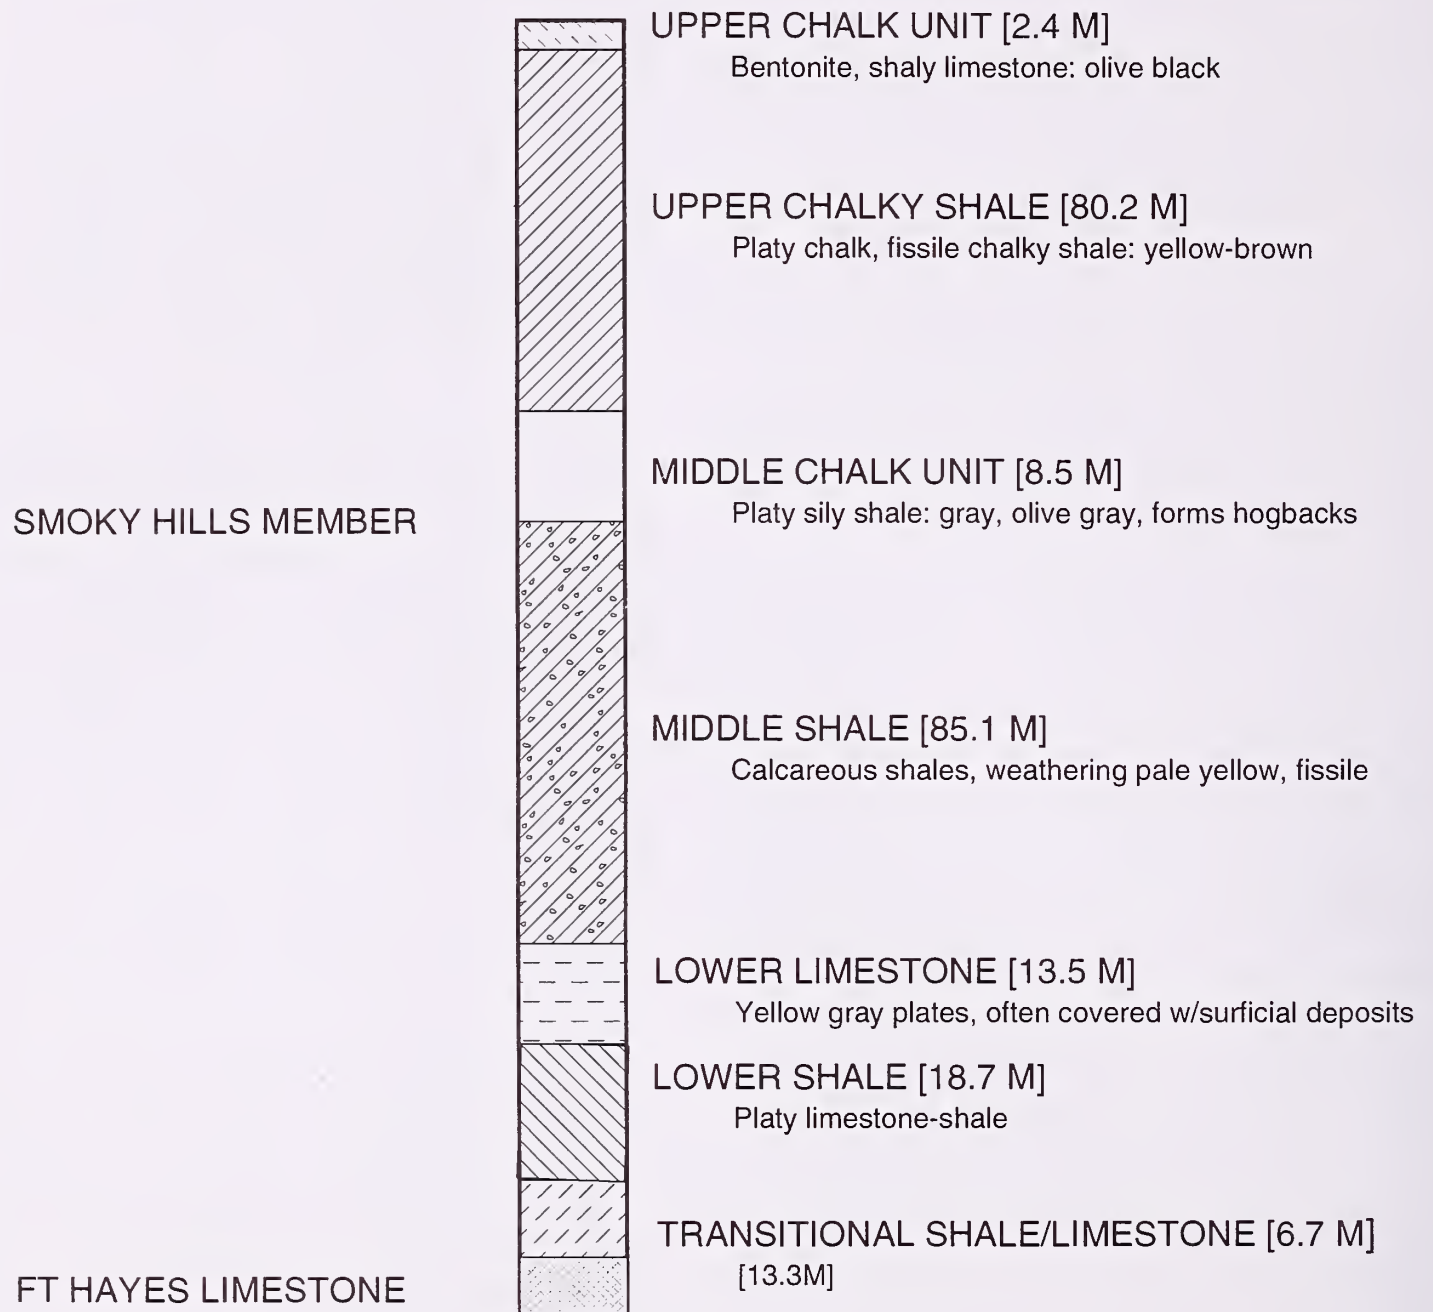 UPPER CHALK UNIT [2.4 M]
Bentonite, shaly limestone: olive black
UPPER CHALKY SHALE [80.2 M]
Platy chalk, fissile chalky shale: yellow-brown
MIDDLE CHALK UNIT [8.5 M]
Platy sily shale: gray, olive gray, forms hogbacks
SMOKY HILLS MEMBER
MIDDLE SHALE [85.1 M]
Calcareous shales, weathering pale yellow, fissile
LOWER LIMESTONE [13.5 M]
Yellow gray plates, often covered w/surficial deposits
LOWER SHALE [18.7 M]
Platy limestone-shale
TRANSITIONAL SHALE/LIMESTONE [6.7 M]
[13.3M]
FT HAYES LIMESTONE